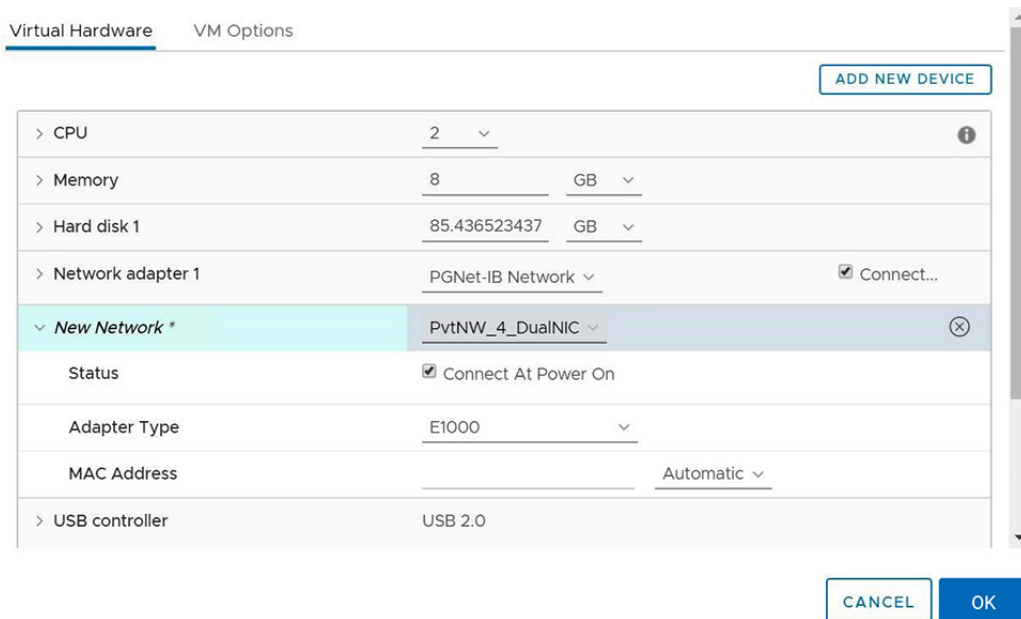 Virtual Hardware VM Options
ADD NEW DEVICE
CPU 2
Memory 8 GB
Hard disk 1 85.436523437 GB
Network adapter 1 PGNet-IB Network Connect...
New Network * PvtNW_4_DualNIC
Status Connect At Power On
Adapter Type E1000
MAC Address Automatic
USB controller USB 2.0
CANCEL OK